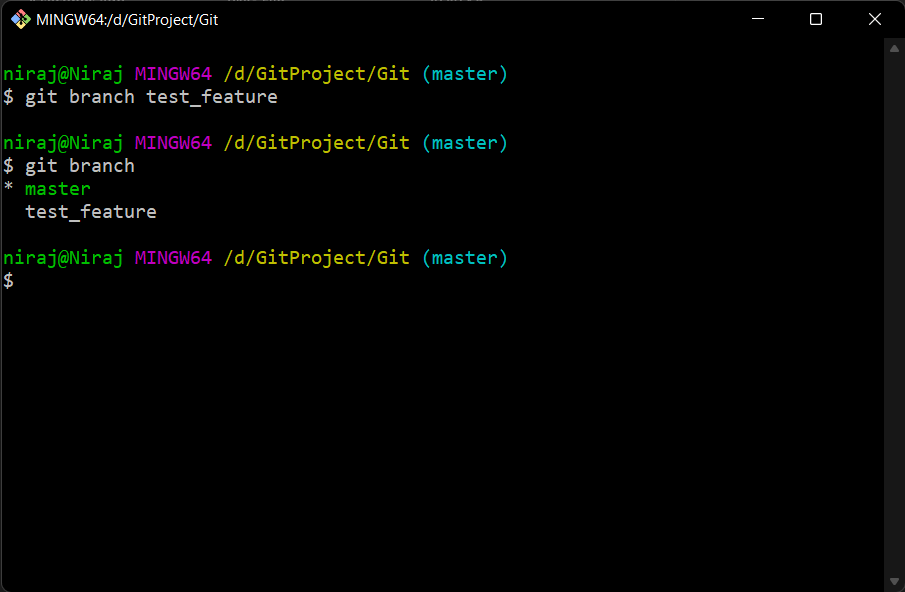 MINGW64:/d/GitProject/Git
niraj@Niraj MINGW64 /d/GitProject/Git (master)
$ git branch test_feature
niraj@Niraj MINGW64 /d/GitProject/Git (master)
$ git branch
* master
  test_feature
niraj@Niraj MINGW64 /d/GitProject/Git (master)
$